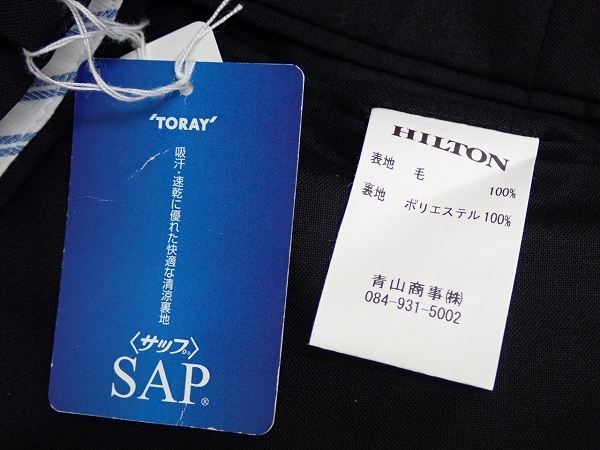 'TORAY'
吸汗・速乾に優れた快適な清涼裏地
〈サップ®〉
SAP®
HILTON
表地 毛 100%
裏地 ポリエステル100%
青山商事㈱
084-931-5002